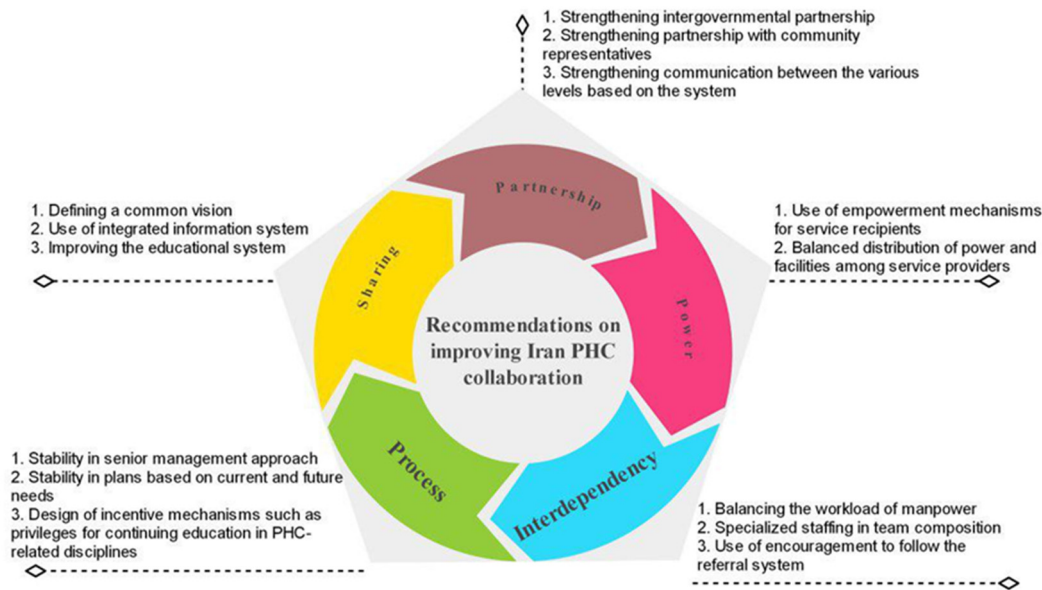 1. Strengthening intergovernmental partnership
2. Strengthening partnership with community
representatives
3. Strengthening communication between the various
levels based on the system
Partnership
1. Defining a common vision
2. Use of integrated information system
3. Improving the educational system
Sharing
1. Use of empowerment mechanisms
for service recipients
2. Balanced distribution of power and
facilities among service providers
Power
Recommendations on
improving Iran PHC
collaboration
Process
Interdependency
1. Stability in senior management approach
2. Stability in plans based on current and future
needs
3. Design of incentive mechanisms such as
privileges for continuing education in PHC-
related disciplines
1. Balancing the workload of manpower
2. Specialized staffing in team composition
3. Use of encouragement to follow the
referral system